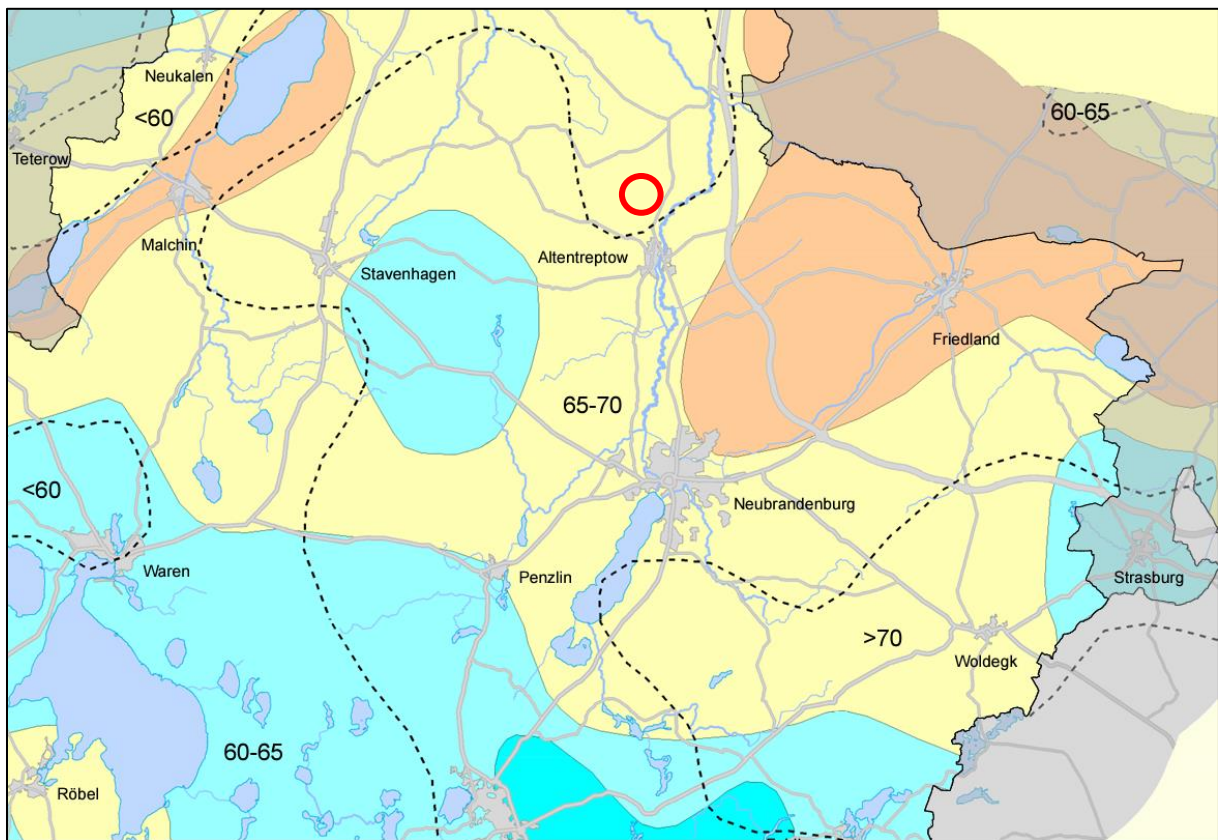 Neukalen
<60
60-65
Teterow
Malchin
Altentreptow
Stavenhagen
Friedland
65-70
<60
Neubrandenburg
Waren
Penzlin
Strasburg
>70
Woldegk
60-65
Röbel